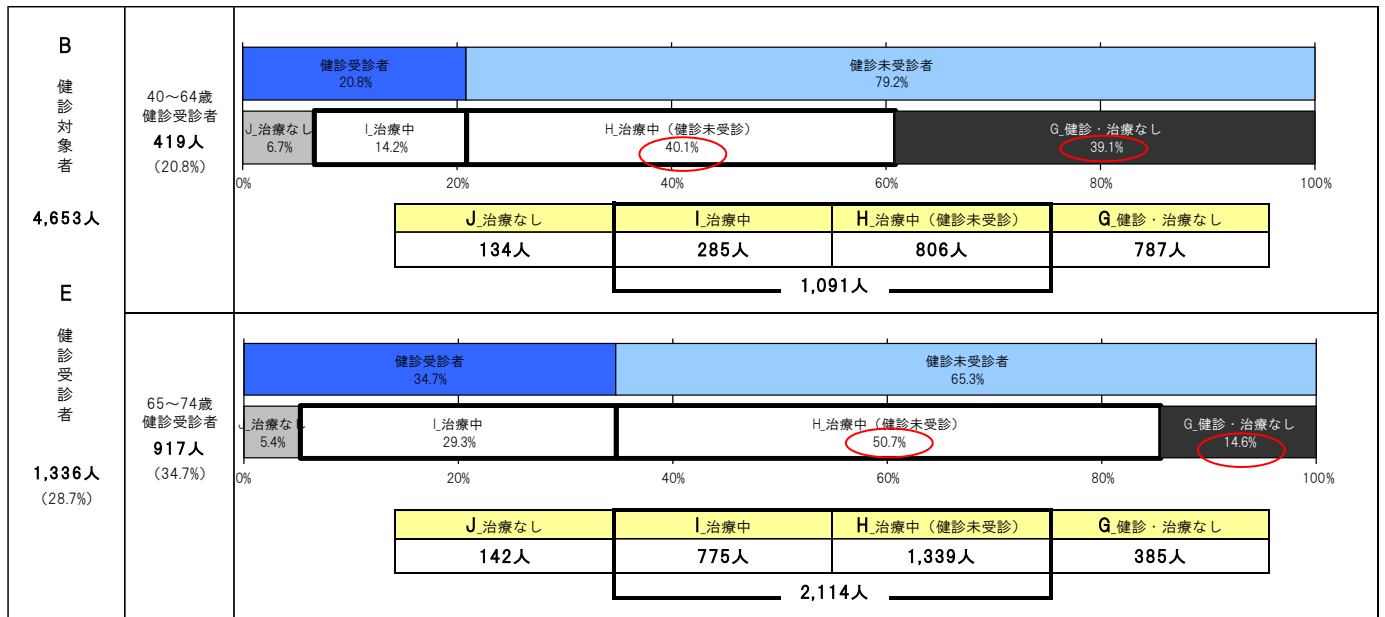 B
健
診
対
象
者
4,653人
E
健
診
受
診
者
1,336人
(28.7%)
40～64歳
健診受診者
419人
(20.8%)
健診受診者
20.8%
健診未受診者
79.2%
J_治療なし
6.7%
I_治療中
14.2%
H_治療中（健診未受診）
40.1%
G_健診・治療なし
39.1%
0% 20% 40% 60% 80% 100%
J_治療なし I_治療中 H_治療中（健診未受診） G_健診・治療なし
134人 285人 806人 787人
1,091人
65～74歳
健診受診者
917人
(34.7%)
健診受診者
34.7%
健診未受診者
65.3%
J_治療なし
5.4%
I_治療中
29.3%
H_治療中（健診未受診）
50.7%
G_健診・治療なし
14.6%
0% 20% 40% 60% 80% 100%
J_治療なし I_治療中 H_治療中（健診未受診） G_健診・治療なし
142人 775人 1,339人 385人
2,114人